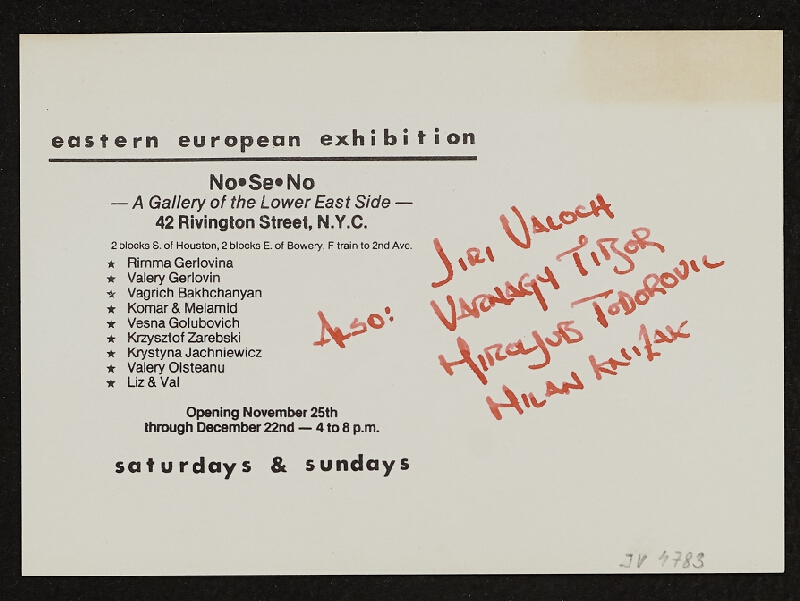 eastern european exhibition
No•Se•No
— A Gallery of the Lower East Side —
42 Rivington Street, N.Y.C.
2 blocks S. of Houston, 2 blocks E. of Bowery, F train to 2nd Ave.
★ Rimma Gerlovina
★ Valery Gerlovin
★ Vagrich Bakhchanyan
★ Komar & Melamid
★ Vesna Golubovich
★ Krzysztof Zarebski
★ Krystyna Jachniewicz
★ Valery Oisteanu
★ Liz & Val
Opening November 25th
through December 22nd — 4 to 8 p.m.
saturdays & sundays
ALSO:
JIRI VALOCH
VARNAGY TIBOR
MIROLJUB TODOROVIC
MILAN KNIZAK
JV 4783